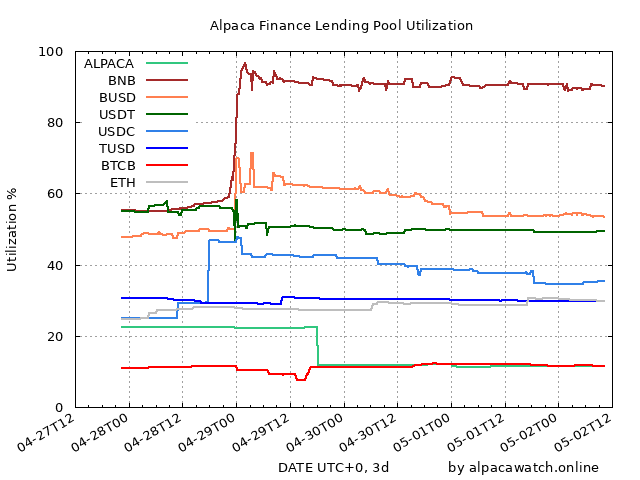 Alpaca Finance Lending Pool Utilization
Utilization %
100
80
60
40
20
0
ALPACA
BNB
BUSD
USDT
USDC
TUSD
BTCB
ETH
04-27T12
04-28T00
04-28T12
04-29T00
04-29T12
04-30T00
04-30T12
05-01T00
05-01T12
05-02T00
05-02T12
DATE UTC+0, 3d
by alpacawatch.online